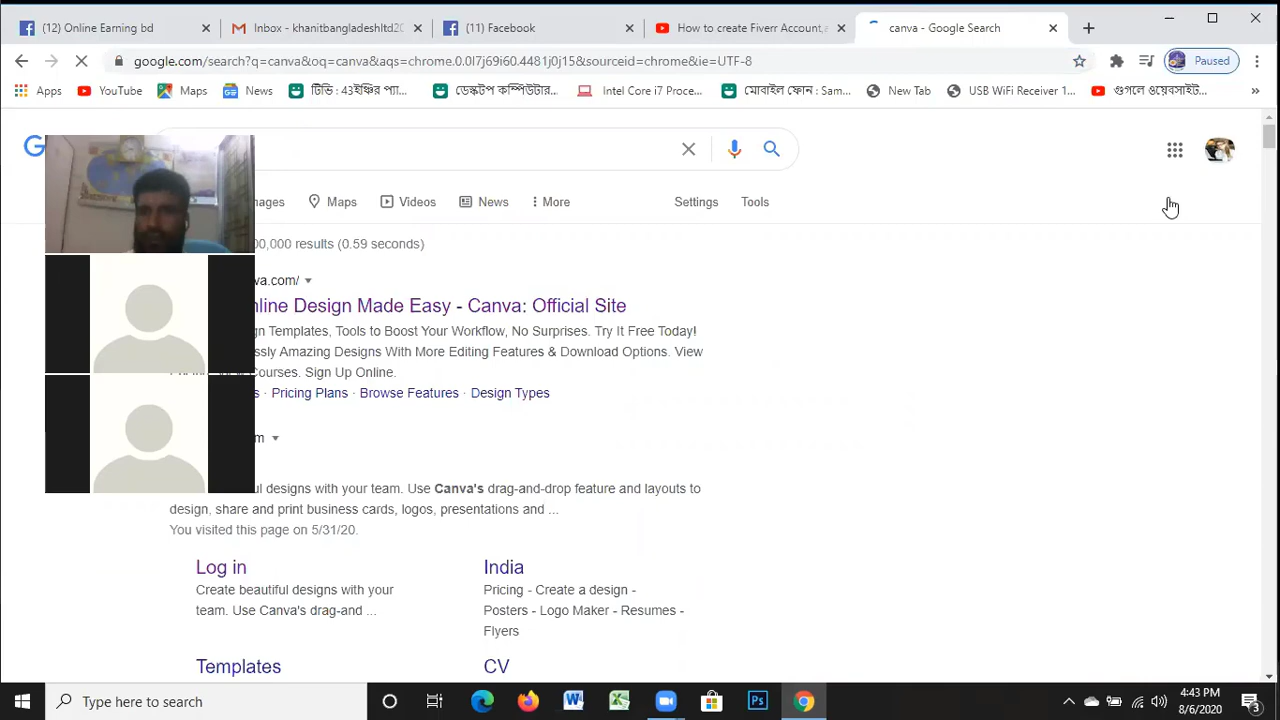 (12) Online Earning bd
Inbox - khanitbangladeshltd20
(11) Facebook
How to create Fiverr Account,a
canva - Google Search
google.com/search?q=canva&oq=canva&aqs=chrome.0.0l7j69i60.4481j0j15&sourceid=chrome&ie=UTF-8
Paused
Apps
YouTube
Maps
News
টিভি : 43ইঞ্চির প্যা...
ডেস্কটপ কম্পিউটার...
Intel Core i7 Proce...
মোবাইল ফোন : Sam...
New Tab
USB WiFi Receiver 1...
গুগলে ওয়েবসাইট...
G
ages
Maps
Videos
News
More
Settings
Tools
00,000 results (0.59 seconds)
va.com/
nline Design Made Easy - Canva: Official Site
gn Templates, Tools to Boost Your Workflow, No Surprises. Try It Free Today!
ssly Amazing Designs With More Editing Features & Download Options. View
Courses. Sign Up Online.
s · Pricing Plans · Browse Features · Design Types
m
ul designs with your team. Use Canva's drag-and-drop feature and layouts to
design, share and print business cards, logos, presentations and ...
You visited this page on 5/31/20.
Log in
Create beautiful designs with your
team. Use Canva's drag-and ...
India
Pricing - Create a design -
Posters - Logo Maker - Resumes -
Flyers
Templates
CV
Type here to search
Ps
4:43 PM
8/6/2020
3